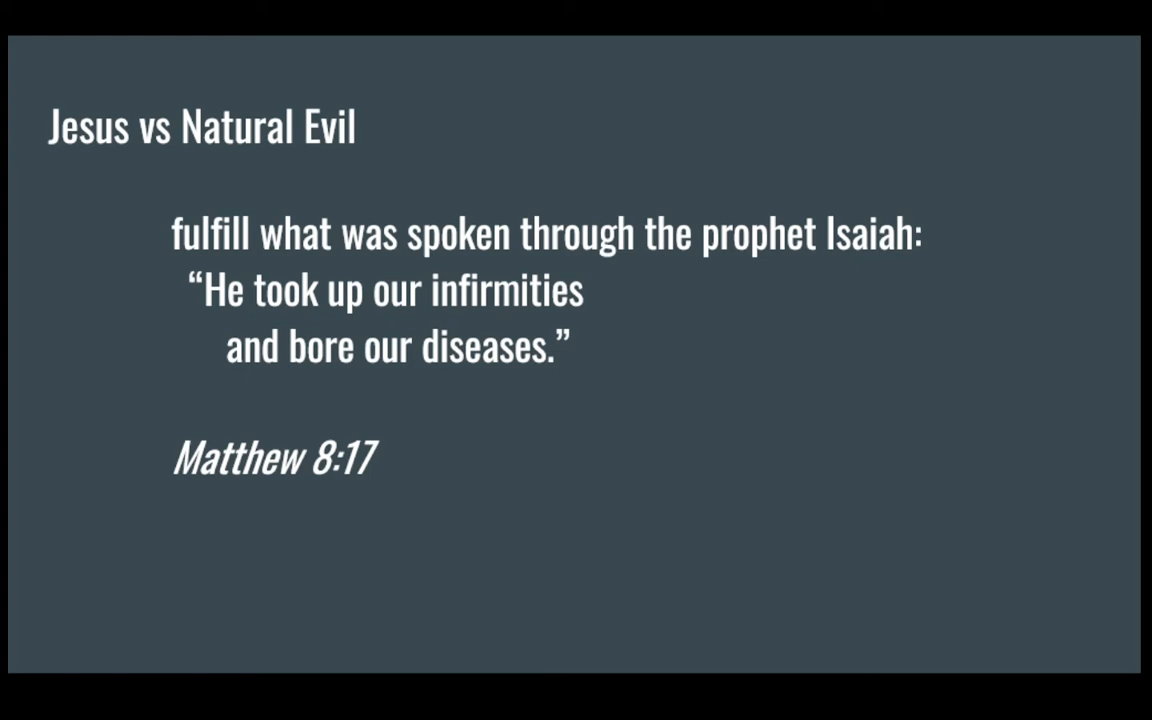 Jesus vs Natural Evil
fulfill what was spoken through the prophet Isaiah:
“He took up our infirmities
and bore our diseases.”
Matthew 8:17